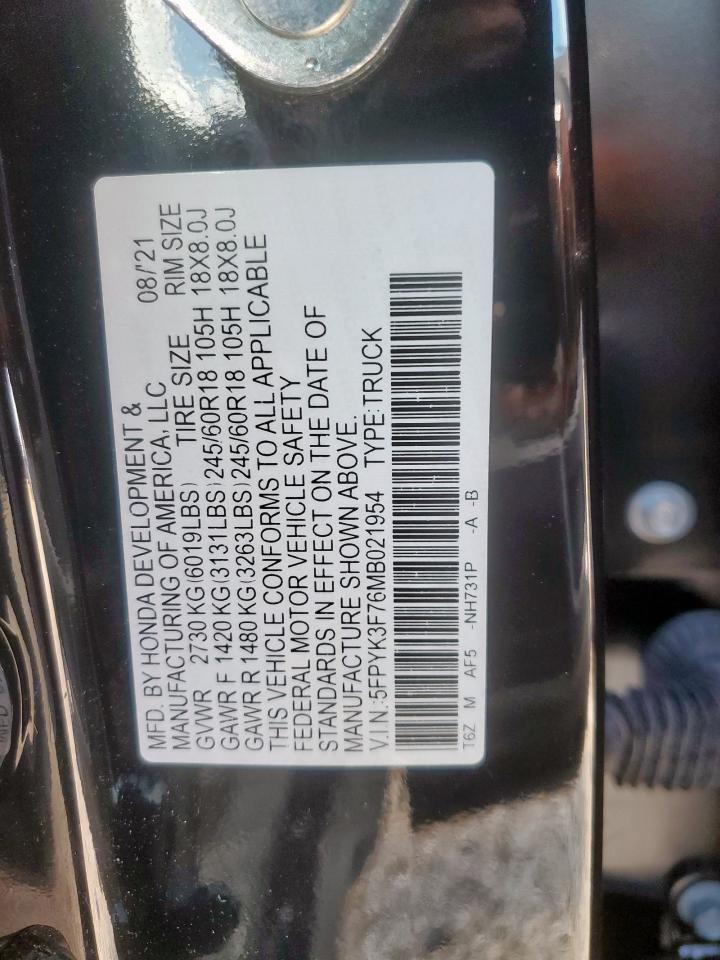 MFD. BY HONDA DEVELOPMENT & 08/'21
MANUFACTURING OF AMERICA, LLC
TIRE SIZE RIM SIZE
GVWR 2730 KG(6019LBS)
GAWR F 1420 KG(3131LBS)245/60R18 105H 18X8.0J
GAWR R 1480 KG(3263LBS)245/60R18 105H 18X8.0J
THIS VEHICLE CONFORMS TO ALL APPLICABLE
FEDERAL MOTOR VEHICLE SAFETY
STANDARDS IN EFFECT ON THE DATE OF
MANUFACTURE SHOWN ABOVE.
V.I.N:5FPYK3F76MB021954 TYPE:TRUCK
T6Z M AF5 -NH731P -A -B